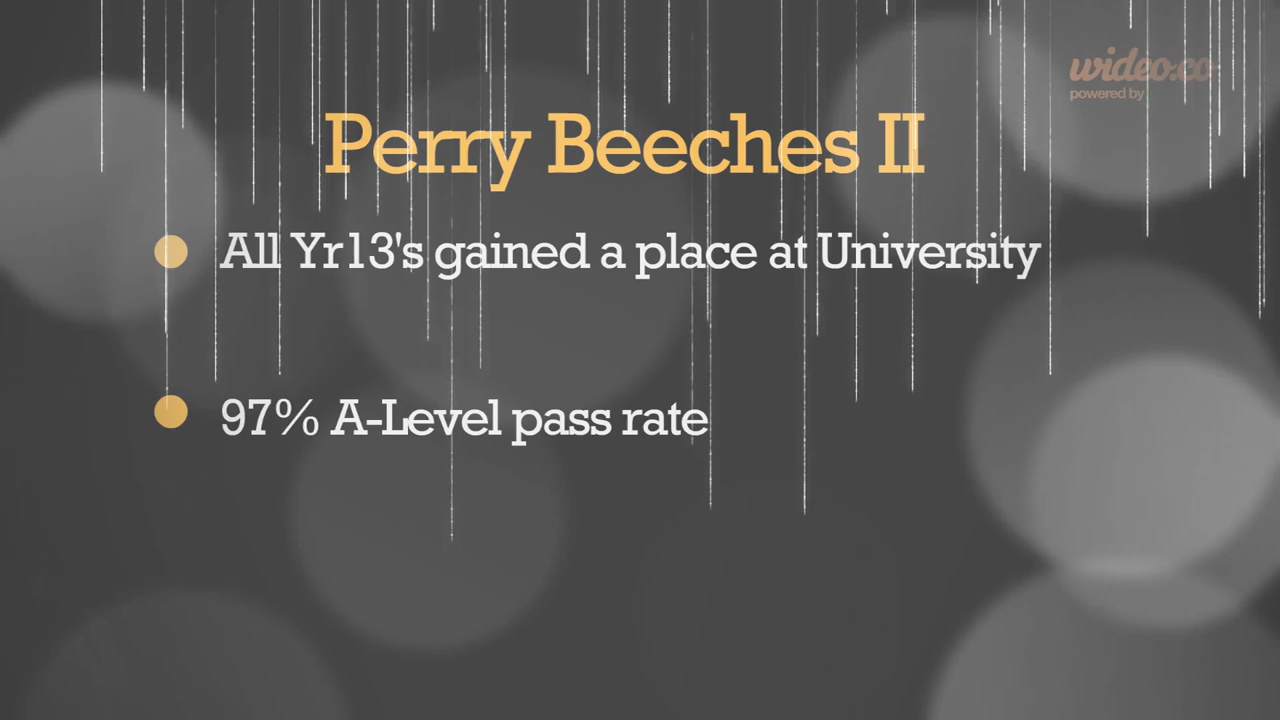 wideo.co
powered by
Perry Beeches II
All Yr13's gained a place at University
97% A-Level pass rate